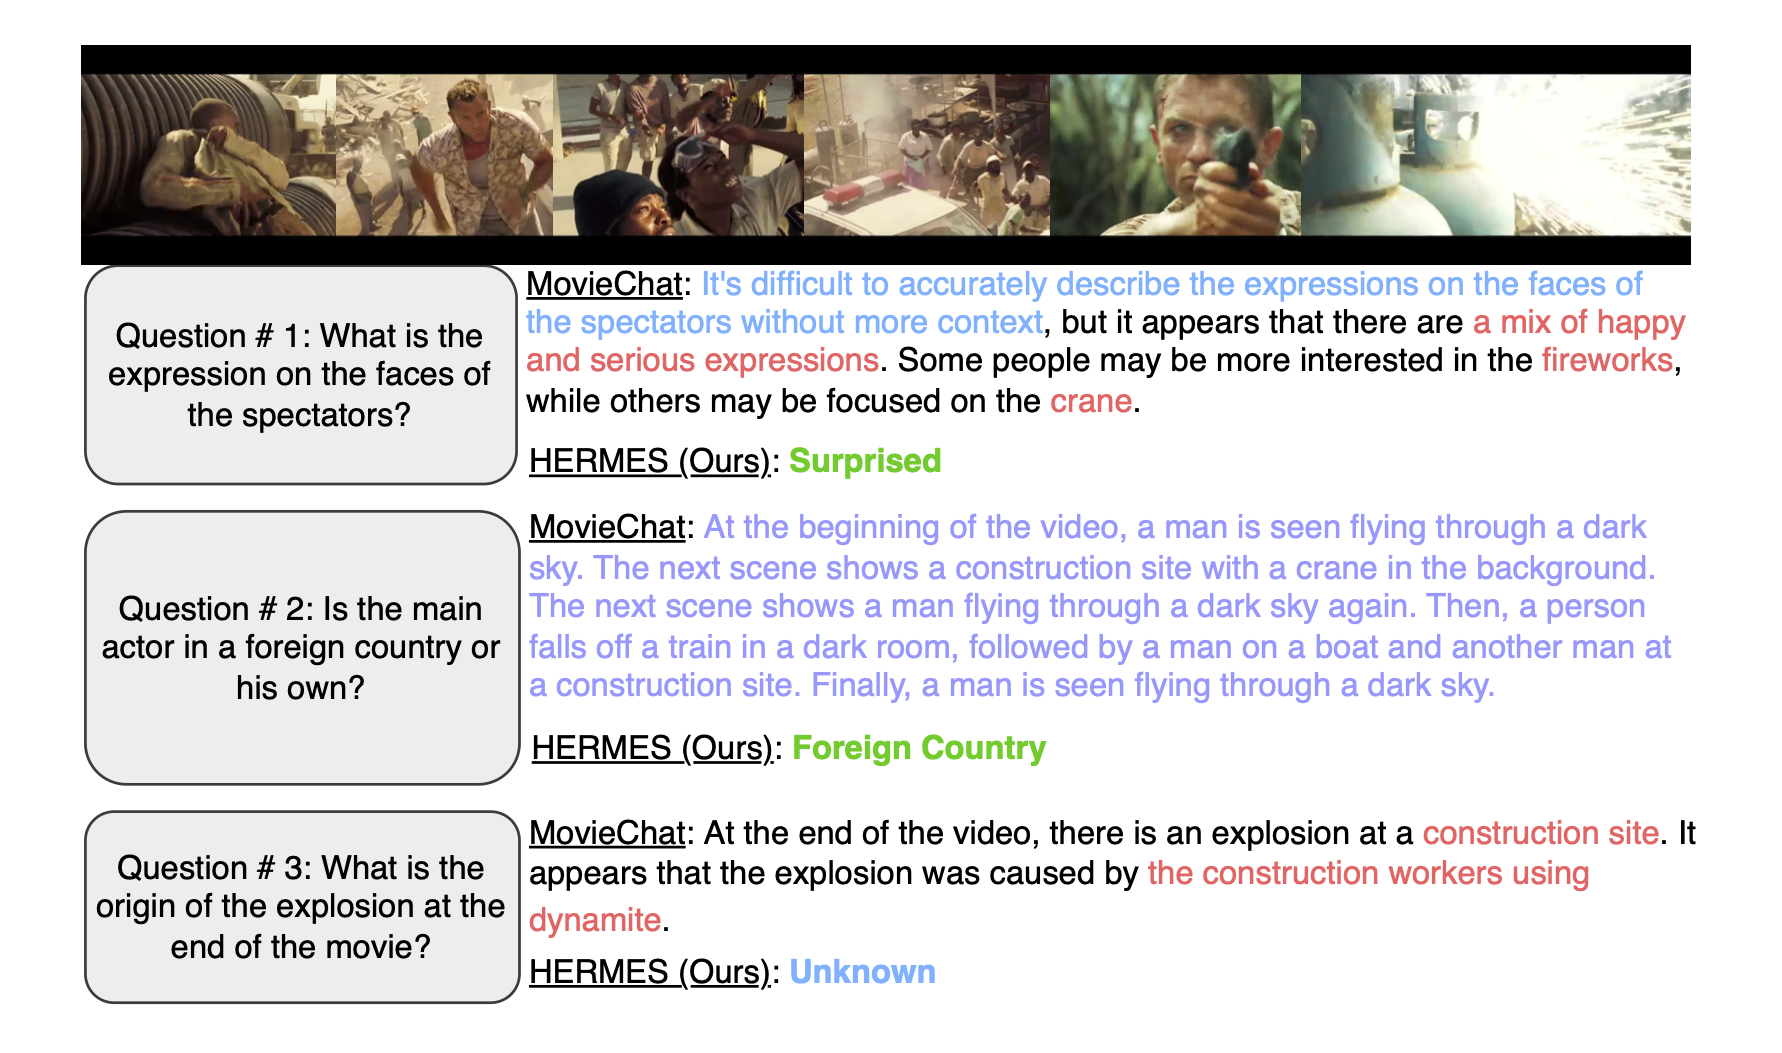 Question # 1: What is the
expression on the faces of
the spectators?
MovieChat: It's difficult to accurately describe the expressions on the faces of
the spectators without more context, but it appears that there are a mix of happy
and serious expressions. Some people may be more interested in the fireworks,
while others may be focused on the crane.
HERMES (Ours): Surprised
Question # 2: Is the main
actor in a foreign country or
his own?
MovieChat: At the beginning of the video, a man is seen flying through a dark
sky. The next scene shows a construction site with a crane in the background.
The next scene shows a man flying through a dark sky again. Then, a person
falls off a train in a dark room, followed by a man on a boat and another man at
a construction site. Finally, a man is seen flying through a dark sky.
HERMES (Ours): Foreign Country
Question # 3: What is the
origin of the explosion at the
end of the movie?
MovieChat: At the end of the video, there is an explosion at a construction site. It
appears that the explosion was caused by the construction workers using
dynamite.
HERMES (Ours): Unknown